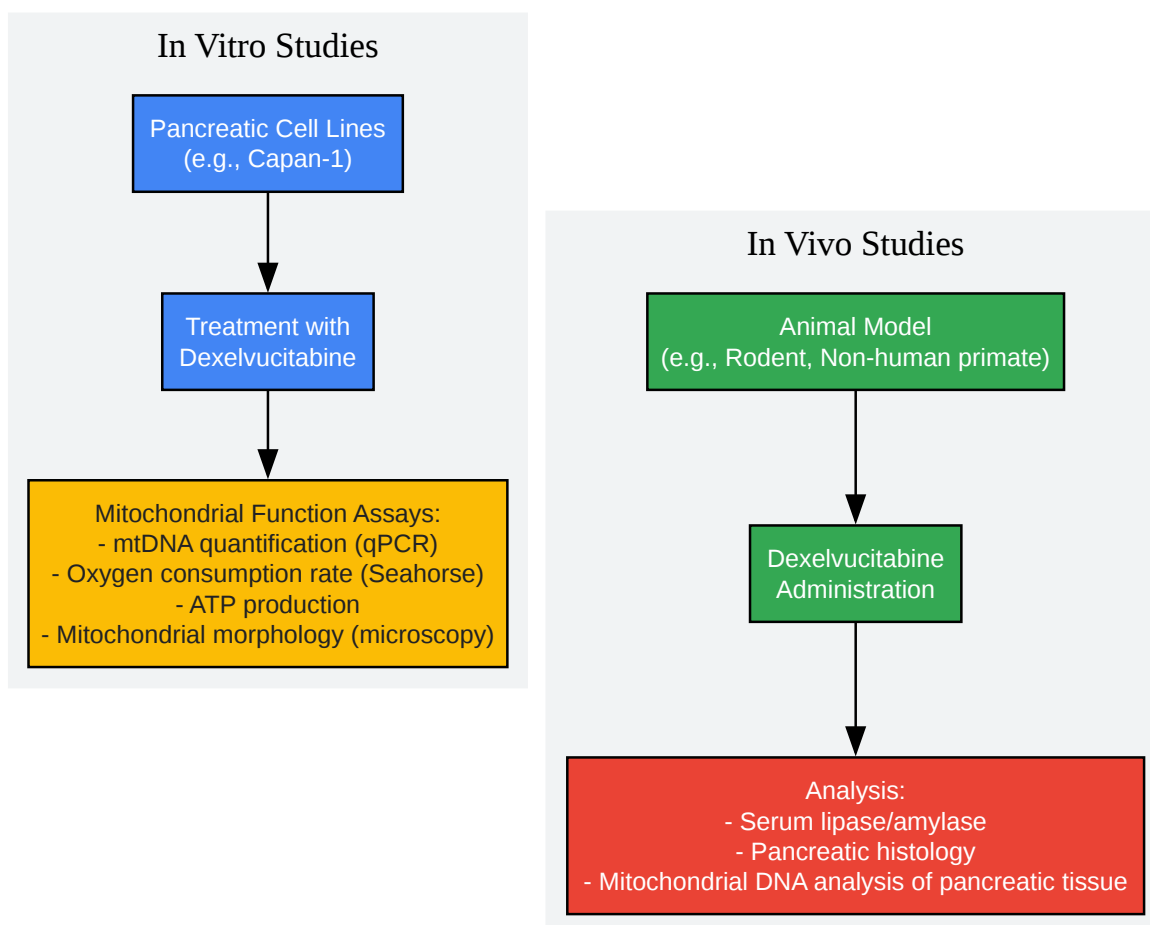 In Vitro Studies
Pancreatic Cell Lines
(e.g., Capan-1)
Treatment with
Dexelvucitabine
Mitochondrial Function Assays:
- mtDNA quantification (qPCR)
- Oxygen consumption rate (Seahorse)
- ATP production
- Mitochondrial morphology (microscopy)
In Vivo Studies
Animal Model
(e.g., Rodent, Non-human primate)
Dexelvucitabine
Administration
Analysis:
- Serum lipase/amylase
- Pancreatic histology
- Mitochondrial DNA analysis of pancreatic tissue